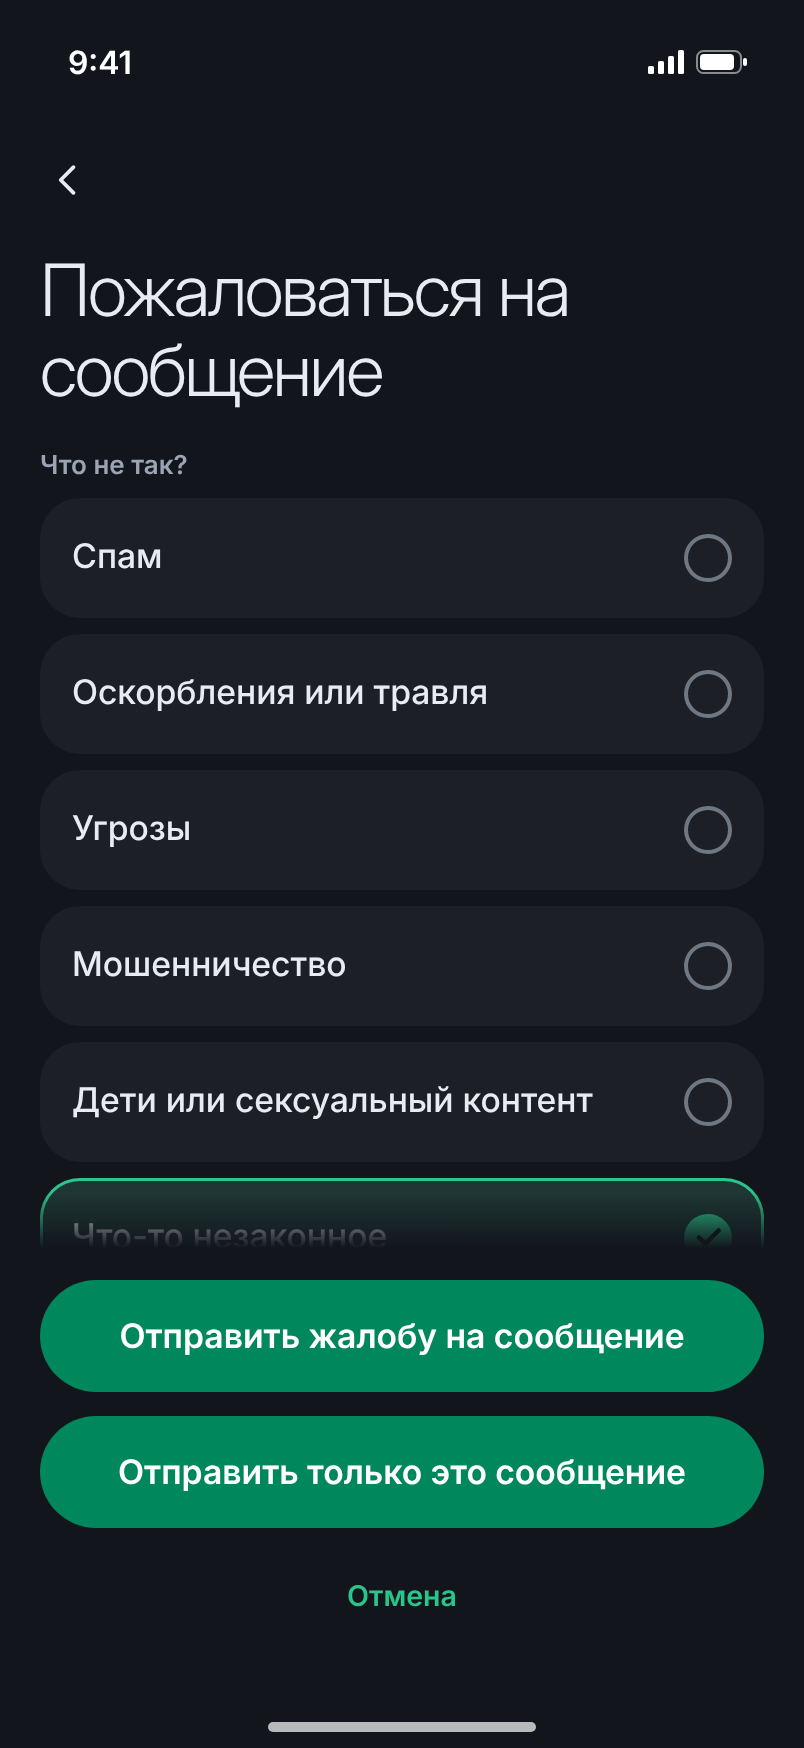 9:41
Пожаловаться на
сообщение
Что не так?
Спам
Оскорбления или травля
Угрозы
Мошенничество
Дети или сексуальный контент
Что-то незаконное
Отправить жалобу на сообщение
Отправить только это сообщение
Отмена